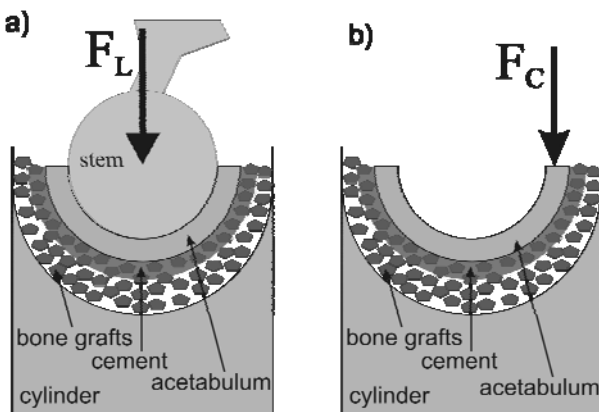 a)
F_L
stem
bone grafts
cement
acetabulum
cylinder
b)
F_C
bone grafts
cement
acetabulum
cylinder